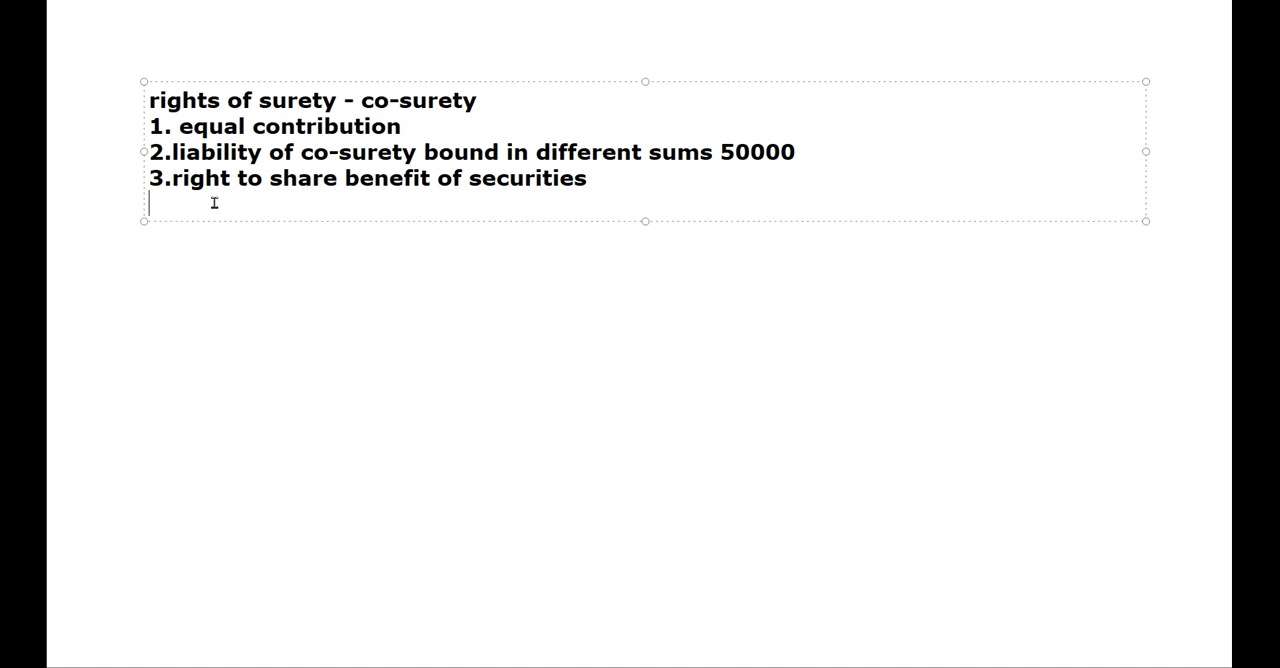 rights of surety - co-surety
1. equal contribution
2.liability of co-surety bound in different sums 50000
3.right to share benefit of securities